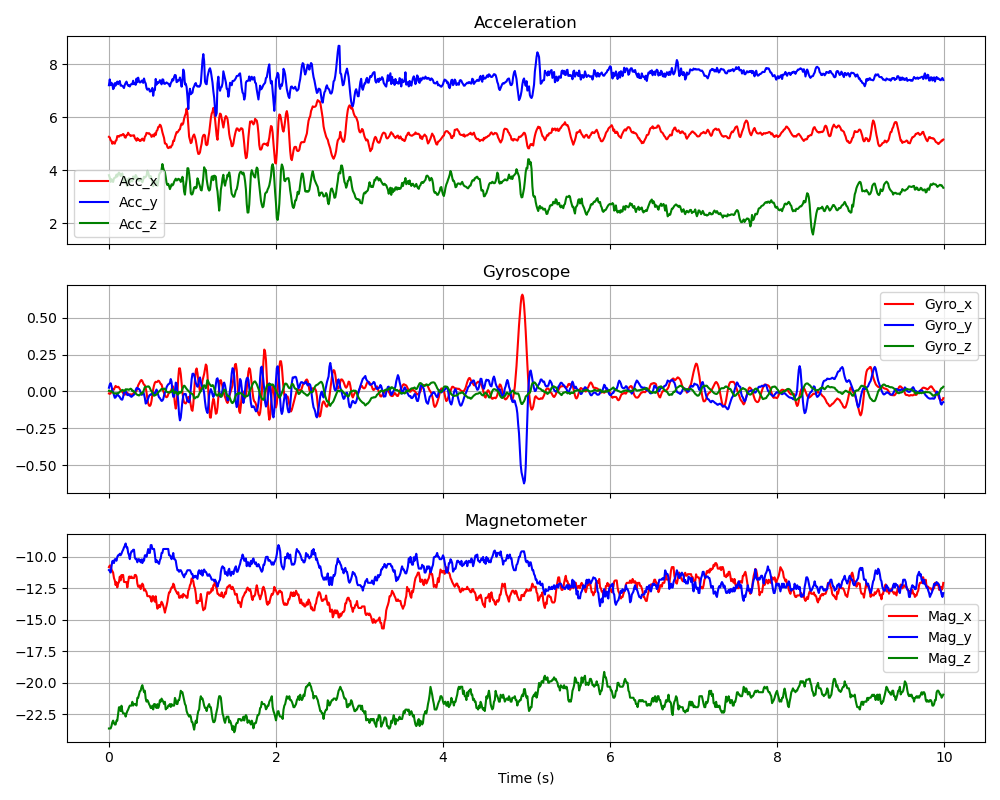 Acceleration
8
6
4
2
Acc_x
Acc_y
Acc_z
Gyroscope
0.50
0.25
0.00
−0.25
−0.50
Gyro_x
Gyro_y
Gyro_z
Magnetometer
−10.0
−12.5
−15.0
−17.5
−20.0
−22.5
Mag_x
Mag_y
Mag_z
0 2 4 6 8 10
Time (s)